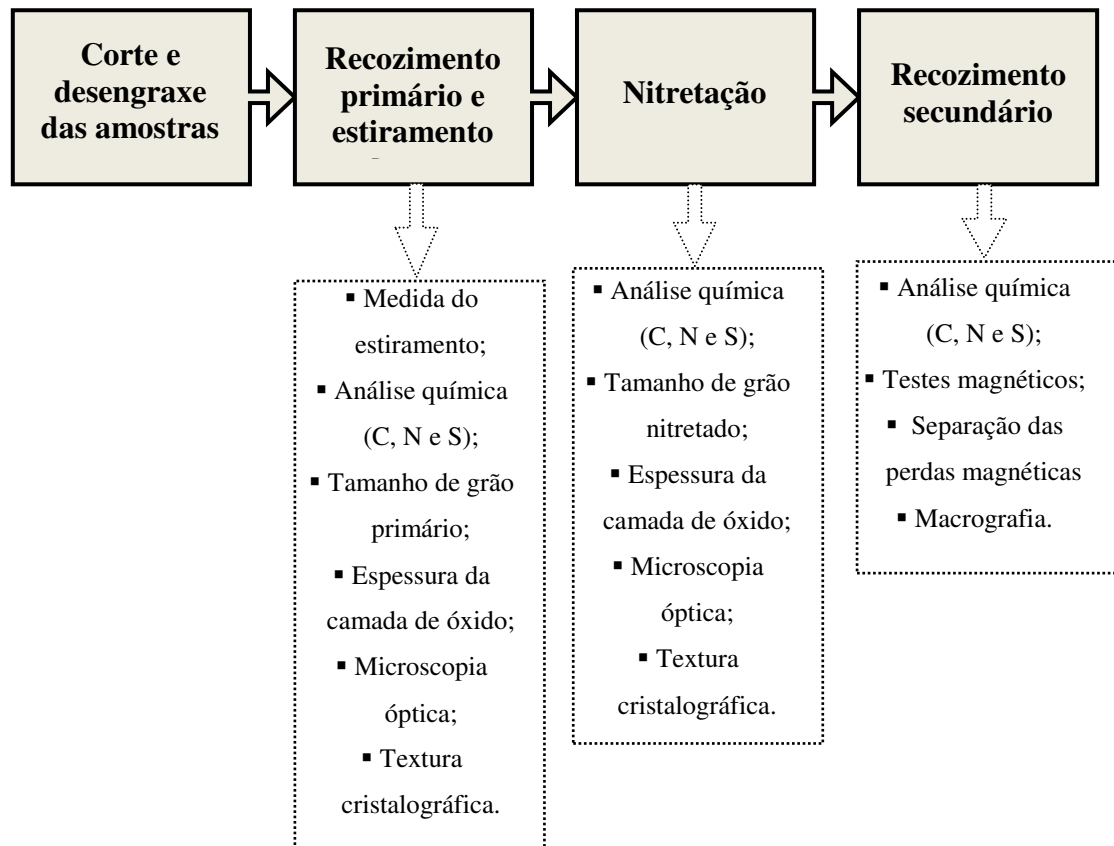 Corte e
desengraxe
das amostras
Recozimento
primário e
estiramento
Nitretação
Recozimento
secundário
▪ Medida do
estiramento;
▪ Análise química
(C, N e S);
▪ Tamanho de grão
primário;
▪ Espessura da
camada de óxido;
▪ Microscopia
óptica;
▪ Textura
cristalográfica.
▪ Análise química
(C, N e S);
▪ Tamanho de grão
nitretado;
▪ Espessura da
camada de óxido;
▪ Microscopia
óptica;
▪ Textura
cristalográfica.
▪ Análise química
(C, N e S);
▪ Testes magnéticos;
▪ Separação das
perdas magnéticas
▪ Macrografia.